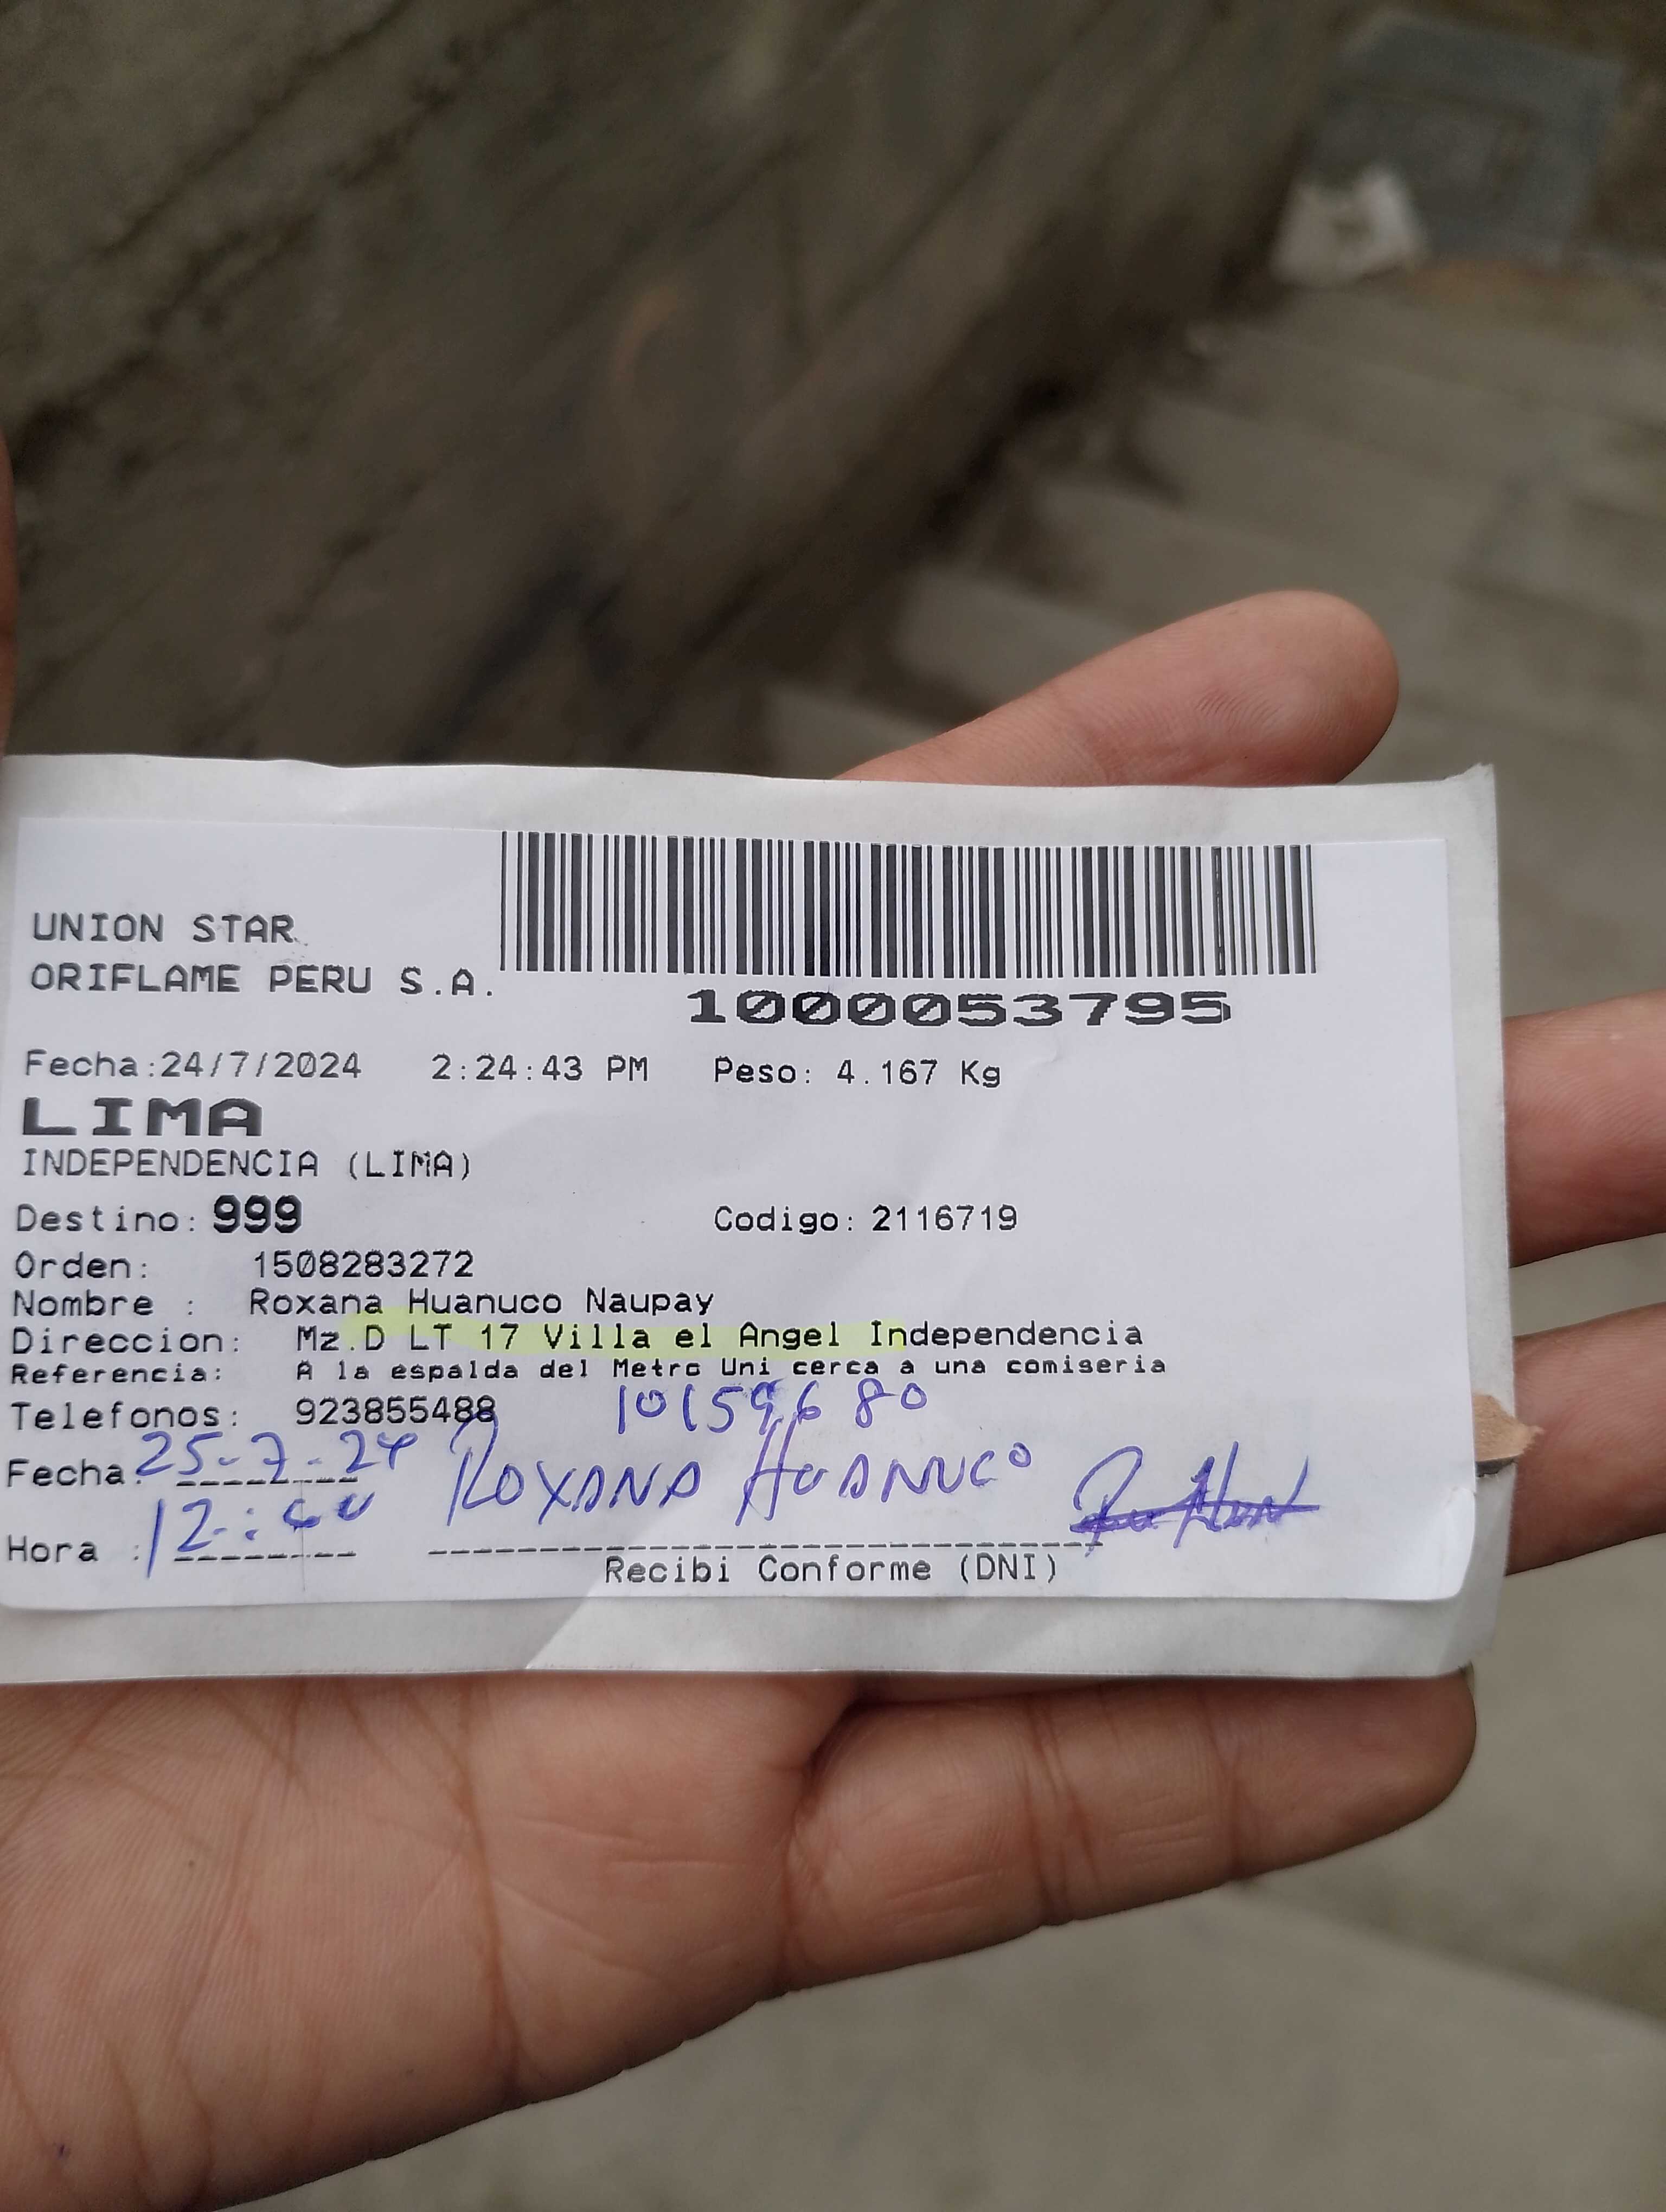 UNION STAR
ORIFLAME PERU S.A.
1000053795
Fecha:24/7/2024 2:24:43 PM Peso: 4.167 Kg
LIMA
INDEPENDENCIA (LIMA)
Destino: 999 Codigo: 2116719
Orden: 1508283272
Nombre : Roxana Huanuco Naupay
Direccion: Mz.D LT 17 Villa el Angel Independencia
Referencia: A la espalda del Metro Uni cerca a una comiseria
Telefonos: 923855488
Fecha: 25-7-24 ROXANA HUANUCO
Hora : 12:40
Recibi Conforme (DNI)